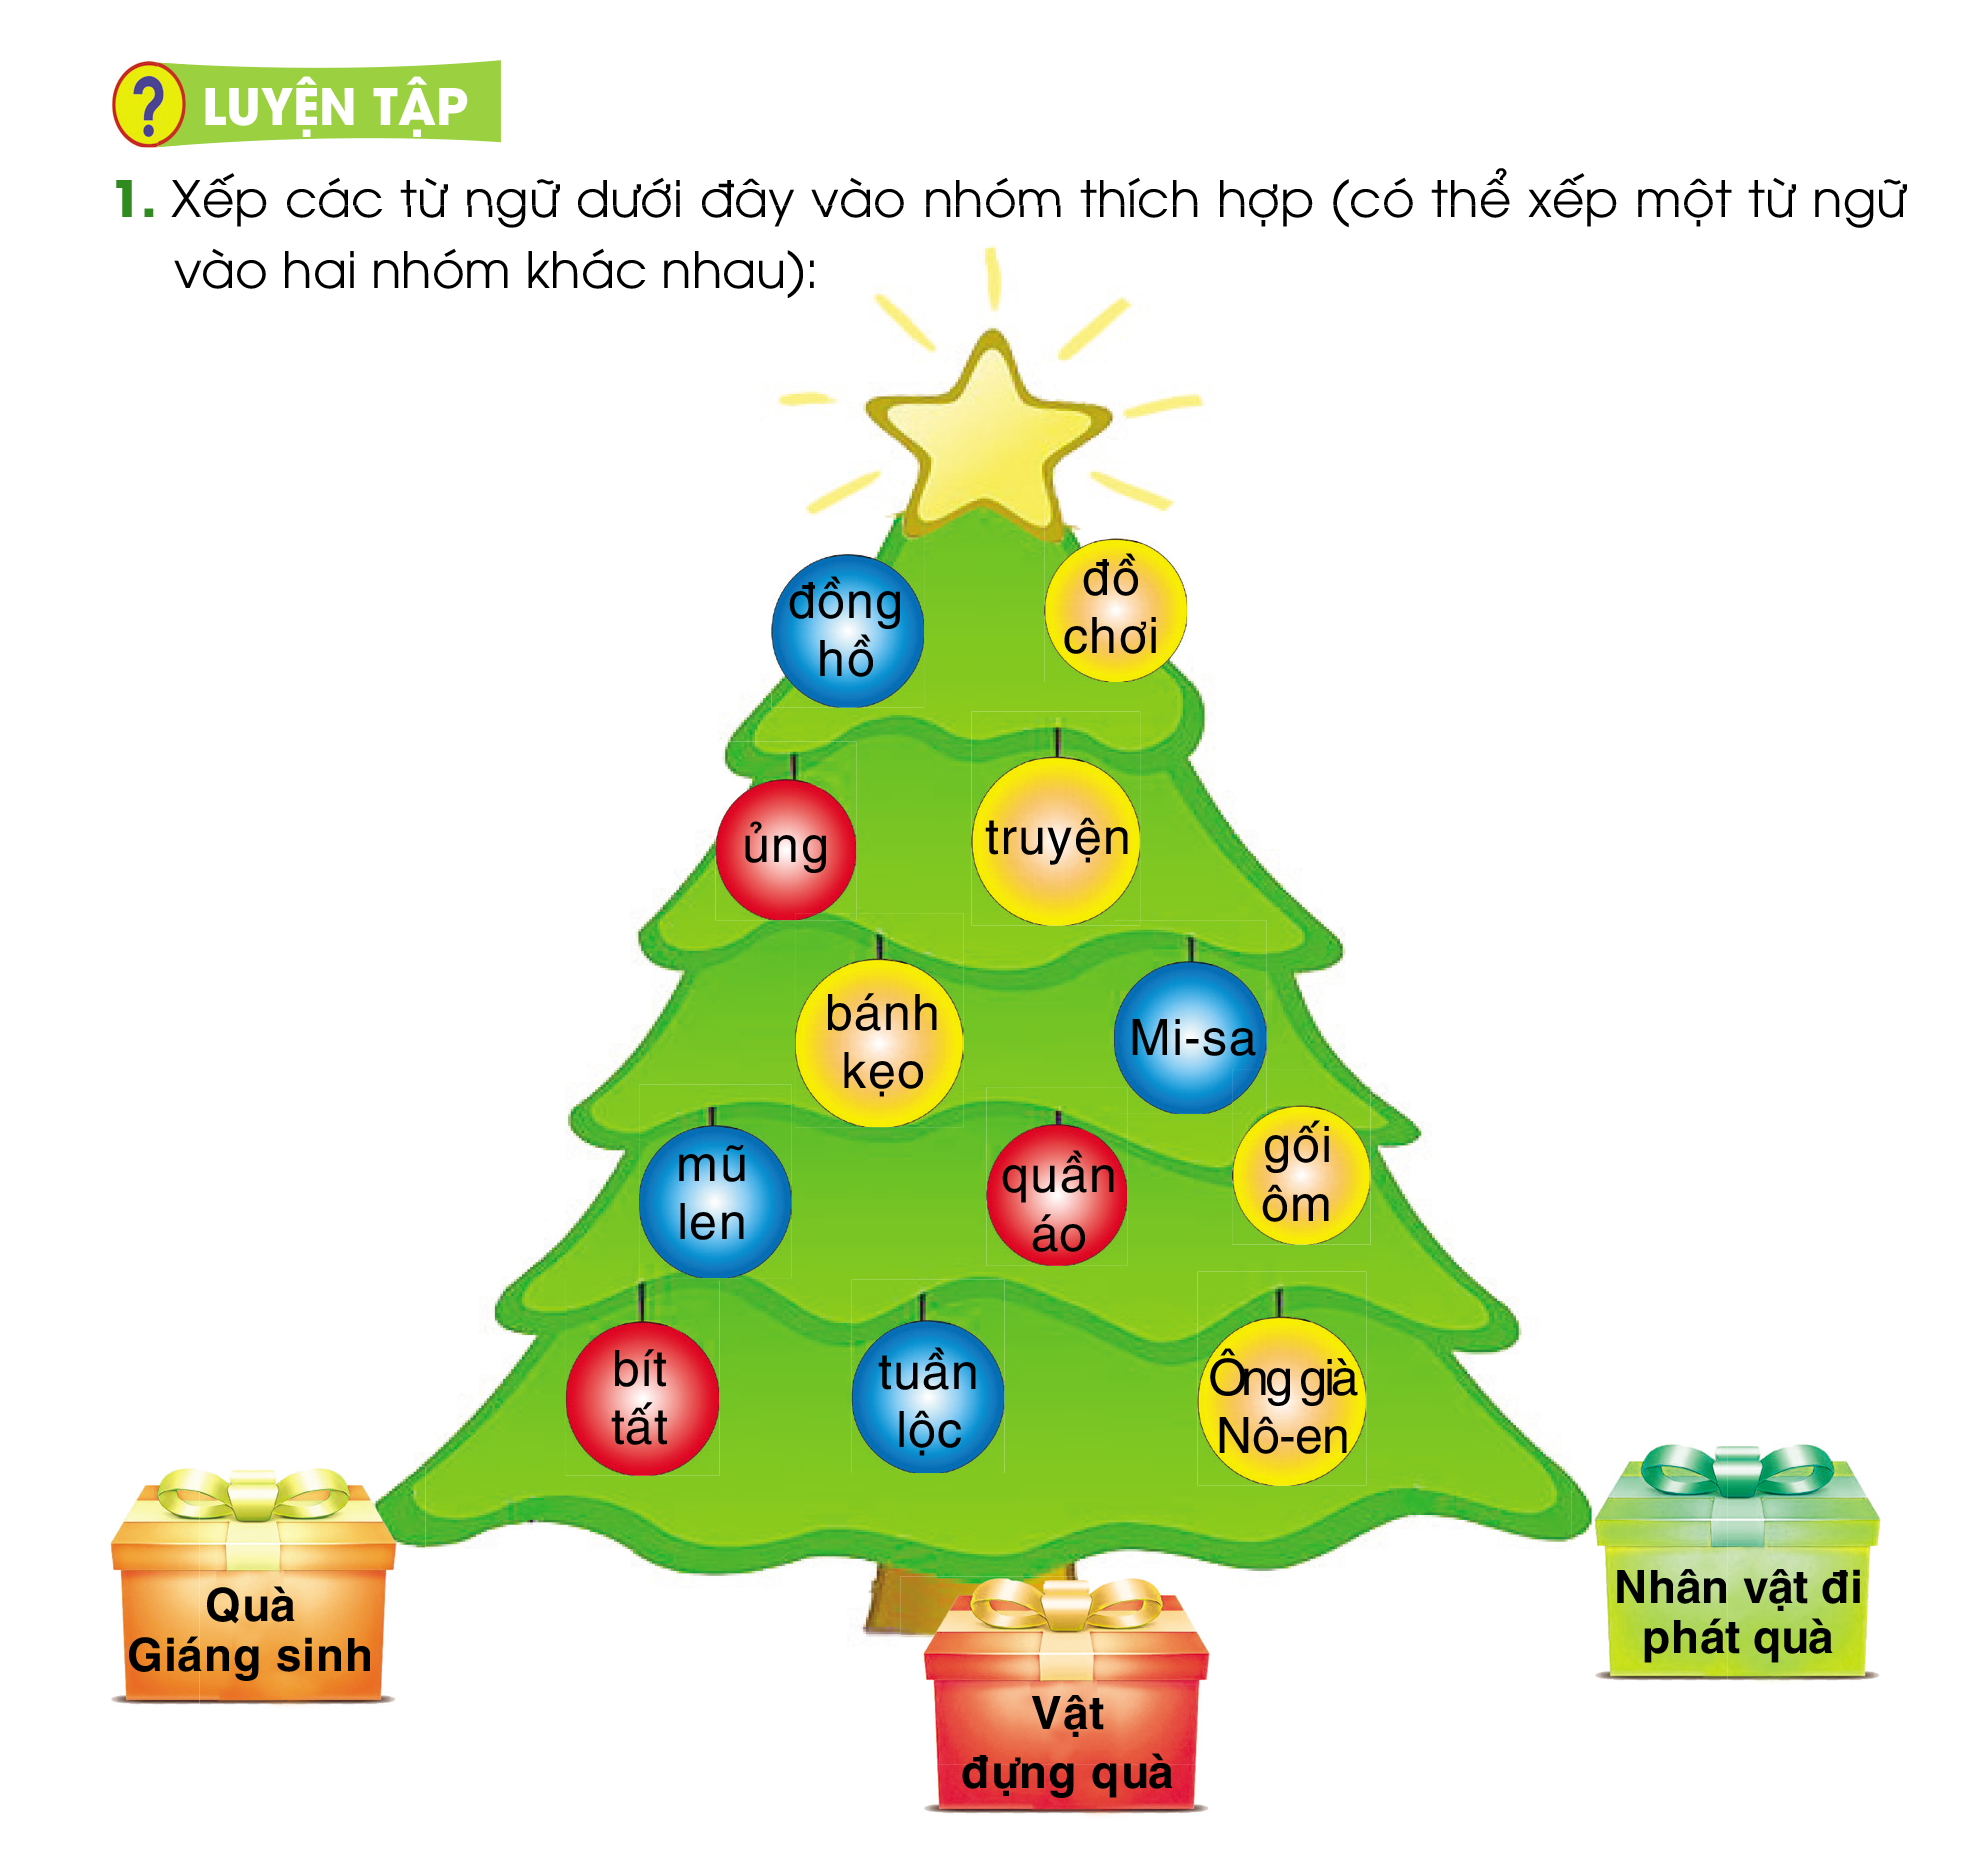 ? LUYỆN TẬP
1. Xếp các từ ngữ dưới đây vào nhóm thích hợp (có thể xếp một từ ngữ
vào hai nhóm khác nhau):
đồng
hồ
đồ
chơi
ủng
truyện
bánh
kẹo
Mi-sa
mũ
len
quần
áo
gối
ôm
bít
tất
tuần
lộc
Ông già
Nô-en
Quà
Giáng sinh
Vật
đựng quà
Nhân vật đi
phát quà